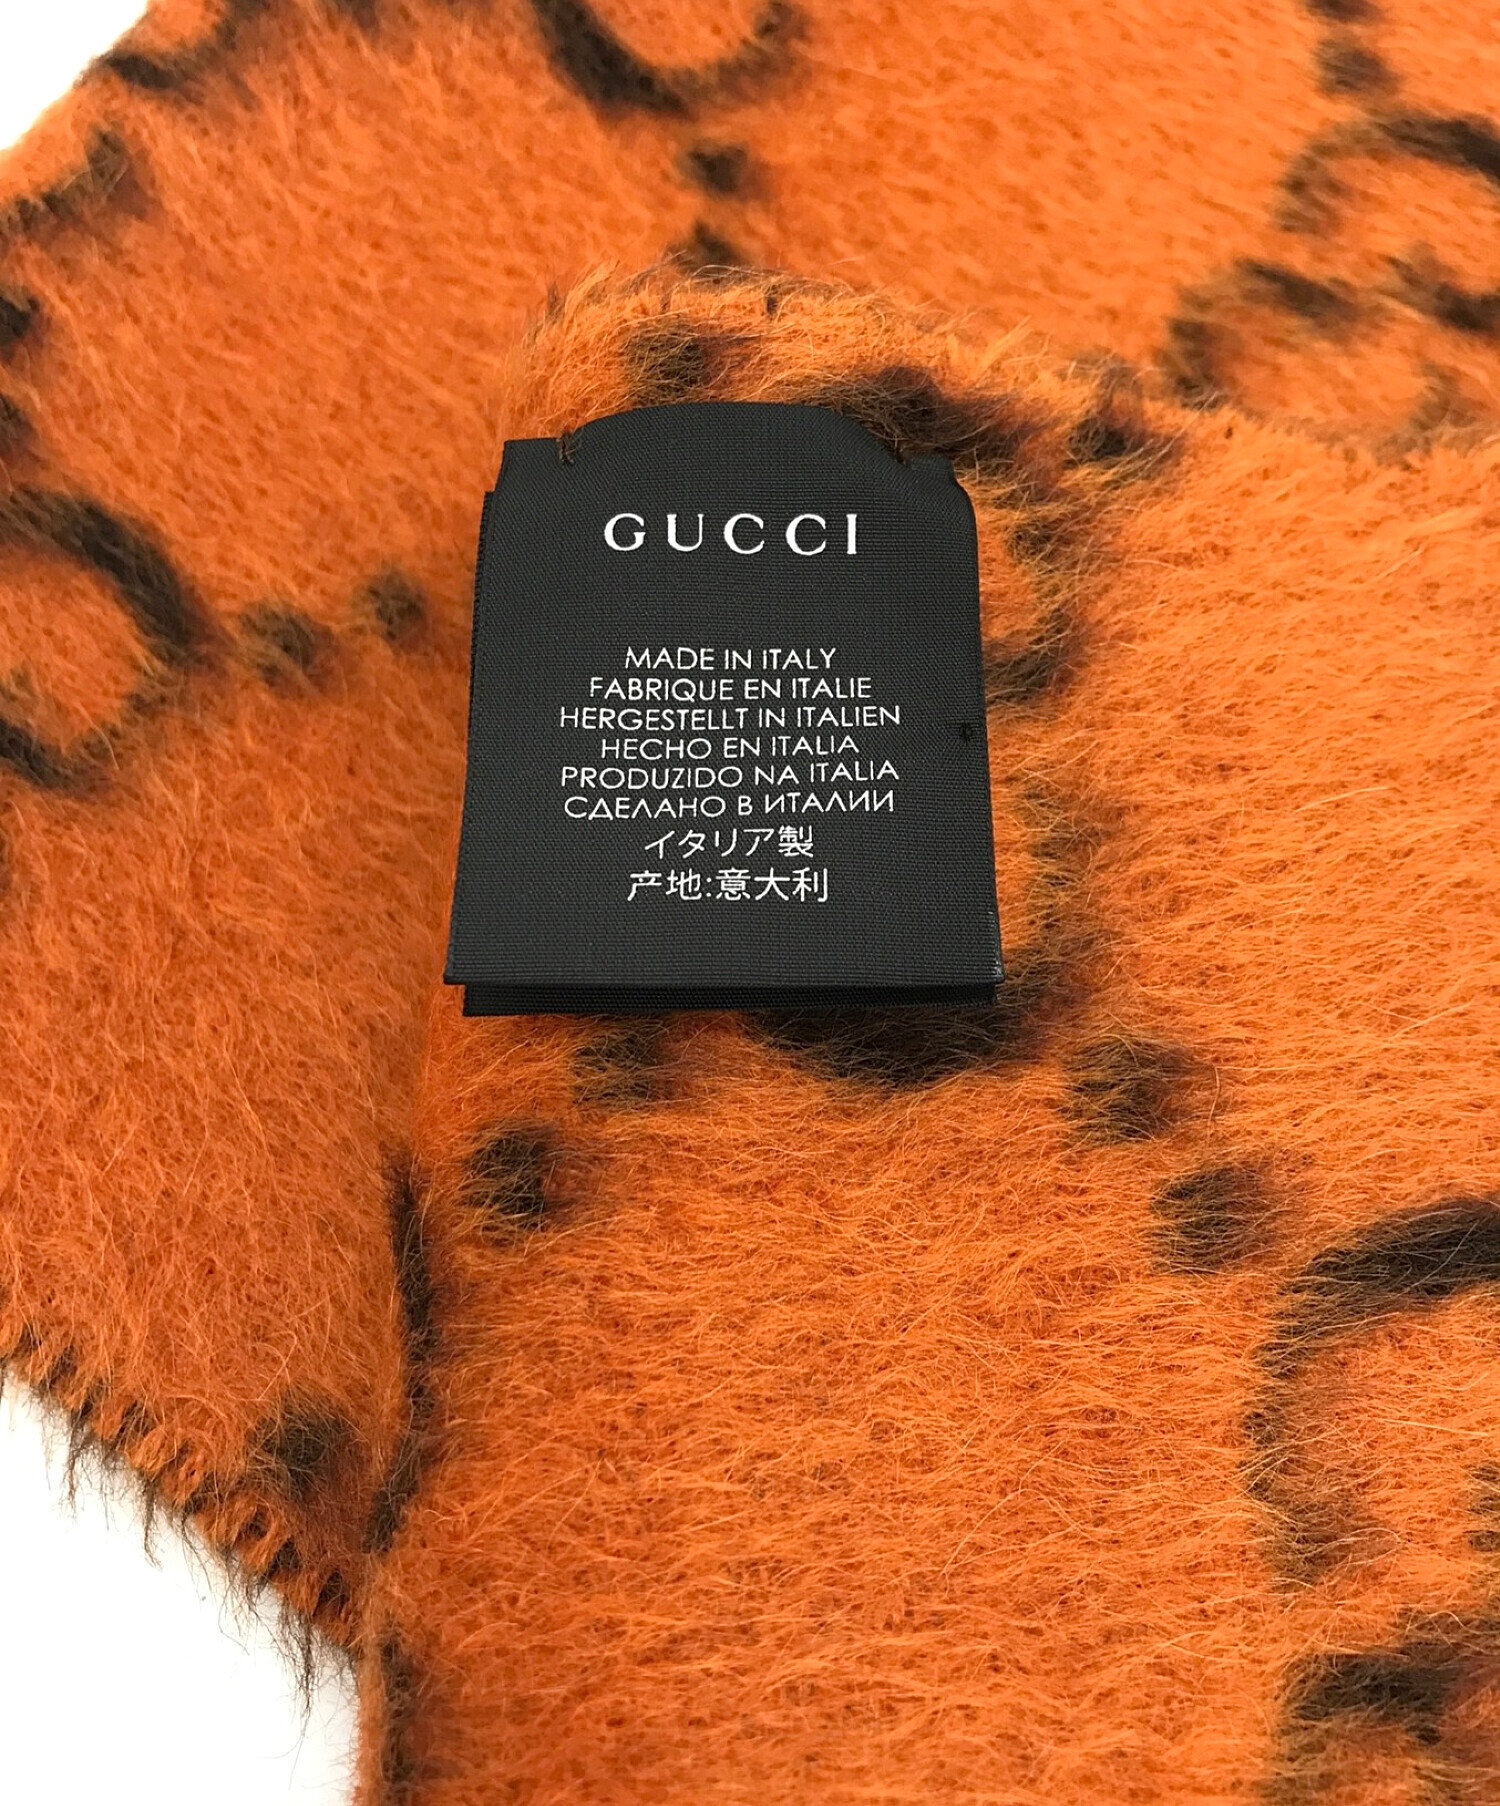 GUCCI
MADE IN ITALY
FABRIQUE EN ITALIE
HERGESTELLT IN ITALIEN
HECHO EN ITALIA
PRODUZIDO NA ITALIA
СДЕЛАНО В ИТАЛИИ
イタリア製
产地:意大利